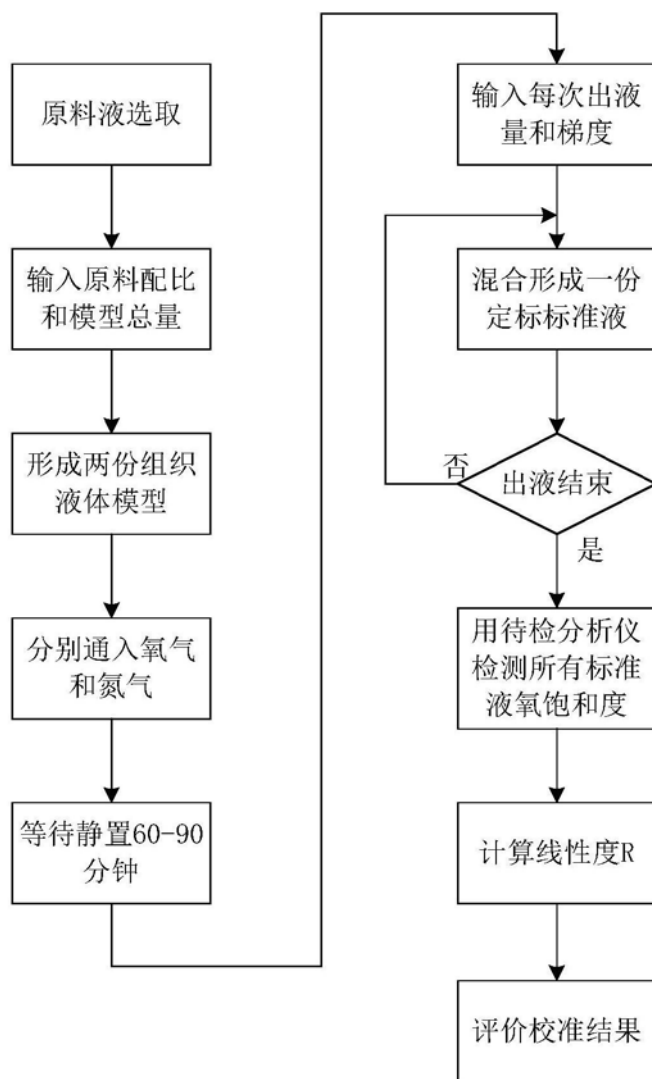 原料液选取
输入原料配比
和模型总量
形成两份组织
液体模型
分别通入氧气
和氮气
等待静置60-90
分钟
输入每次出液
量和梯度
混合形成一份
定标标准液
否
出液结束
是
用待检分析仪
检测所有标准
液氧饱和度
计算线性度R
评价校准结果